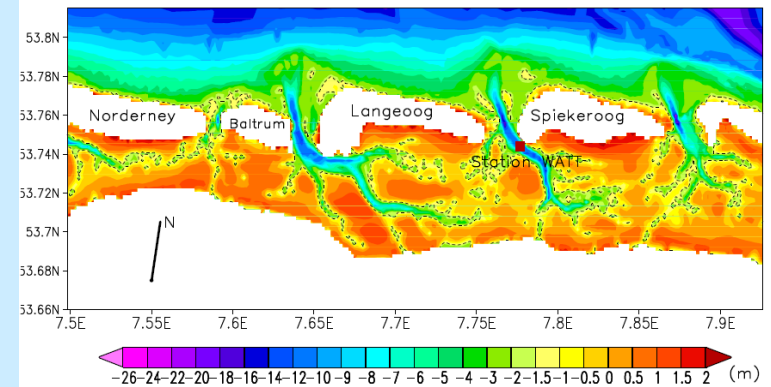 53.8N
53.78N
53.76N
53.74N
53.72N
53.7N
53.68N
53.66N
Norderney
Baltrum
Langeoog
Spiekeroog
Station WATT
N
7.5E 7.55E 7.6E 7.65E 7.7E 7.75E 7.8E 7.85E 7.9E
-26 -24 -22 -20 -18 -16 -14 -12 -10 -9 -8 -7 -6 -5 -4 -3 -2 -1.5 -1 -0.5 0 0.5 1 1.5 2 (m)